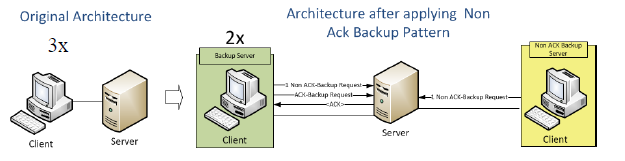 Original Architecture
Architecture after applying Non
Ack Backup Pattern
3x
2x
Backup Server
Non ACK Backup
Server
1 Non ACK-Backup Request
ACK-Backup Request
<ACK>
1 Non ACK-Backup Request
Client
Server
Client
Server
Client